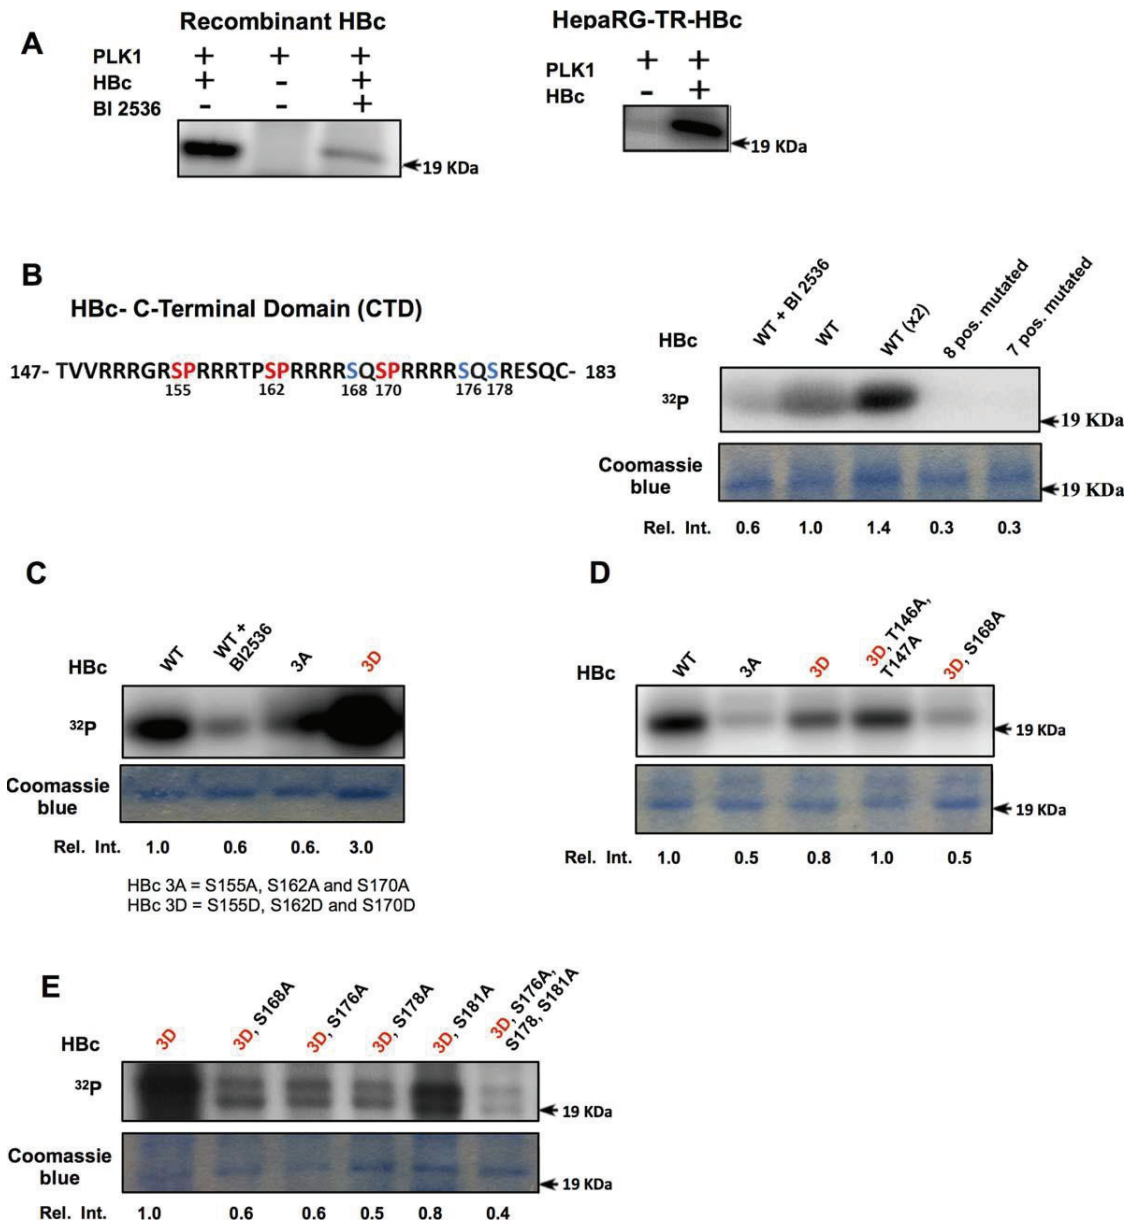 A
Recombinant HBc
PLK1 + + +
HBc + - +
BI 2536 - - +
19 KDa
HepaRG-TR-HBc
PLK1 + +
HBc - +
19 KDa
B
HBc- C-Terminal Domain (CTD)
147- TVVRRRGRSPRRRTPSPRRRRSQSPRRRRSQSRESQC- 183
155 162 168 170 176 178
HBc WT + BI 2536 WT WT (x2) 8 pos. mutated 7 pos. mutated
32P
19 KDa
Coomassie
blue
19 KDa
Rel. Int. 0.6 1.0 1.4 0.3 0.3
C
HBc WT WT + BI2536 3A 3D
32P
Coomassie
blue
Rel. Int. 1.0 0.6 0.6. 3.0
HBc 3A = S155A, S162A and S170A
HBc 3D = S155D, S162D and S170D
D
HBc WT 3A 3D 3D, T146A, T147A 3D, S168A
19 KDa
19 KDa
Rel. Int. 1.0 0.5 0.8 1.0 0.5
E
HBc 3D 3D, S168A 3D, S176A 3D, S178A 3D, S181A 3D, S176A, S178, S181A
32P
19 KDa
Coomassie
blue
19 KDa
Rel. Int. 1.0 0.6 0.6 0.5 0.8 0.4